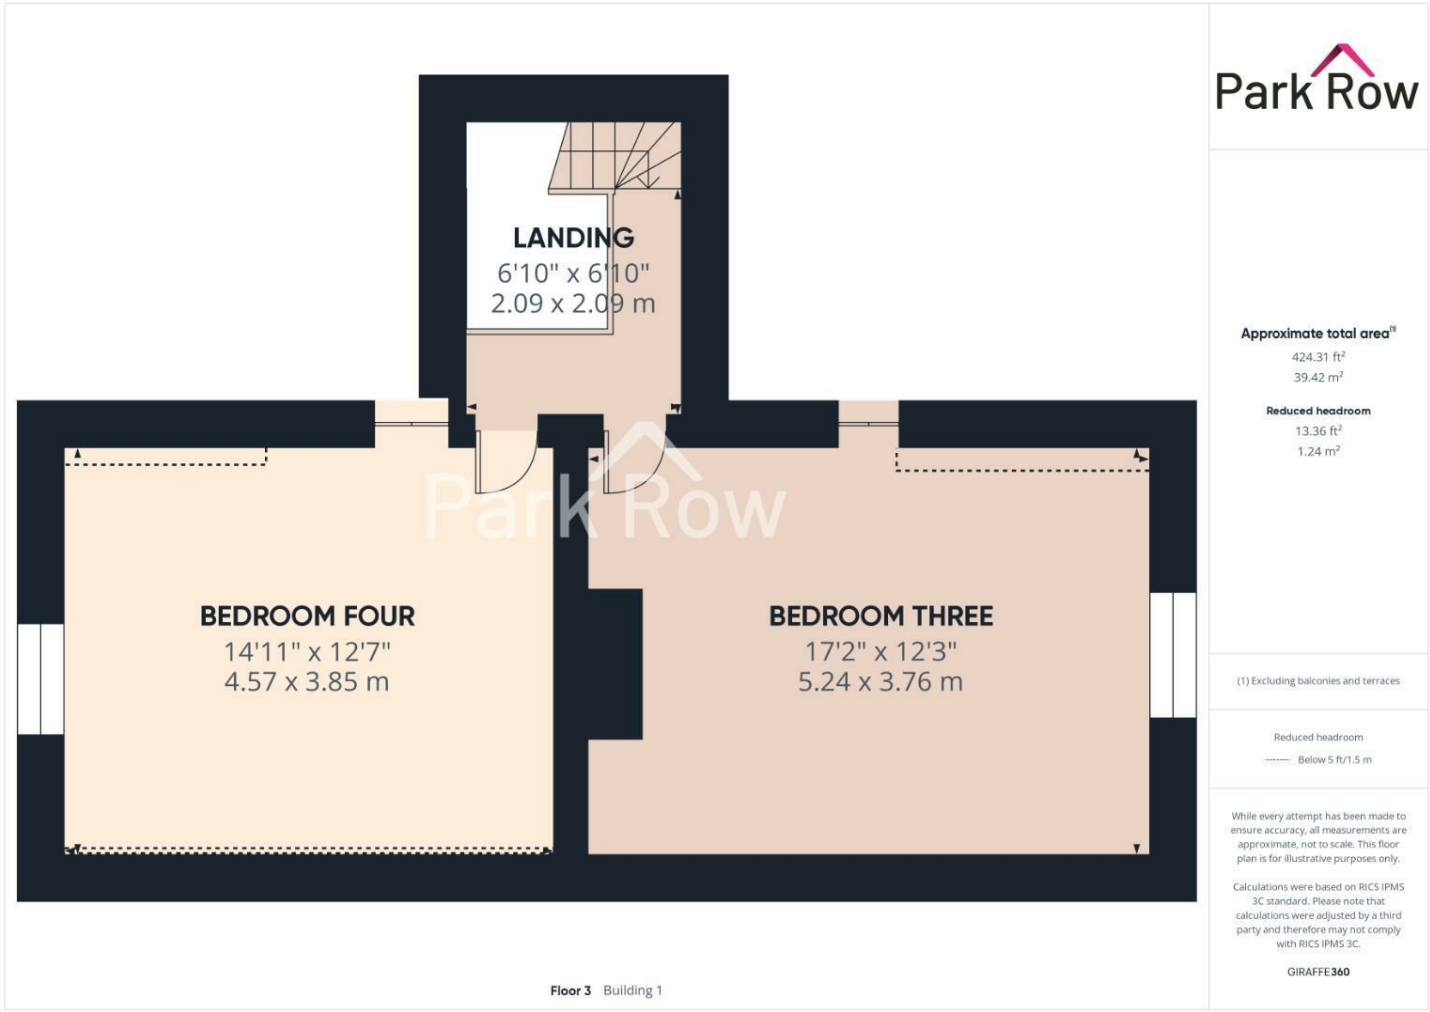 Park Row
LANDING
6'10" x 6'10"
2.09 x 2.09 m
Park Row
BEDROOM FOUR
14'11" x 12'7"
4.57 x 3.85 m
BEDROOM THREE
17'2" x 12'3"
5.24 x 3.76 m
Floor 3 Building 1
Approximate total area(1)
424.31 ft²
39.42 m²
Reduced headroom
13.36 ft²
1.24 m²
(1) Excluding balconies and terraces
Reduced headroom
Below 5 ft/1.5 m
While every attempt has been made to
ensure accuracy, all measurements are
approximate, not to scale. This floor
plan is for illustrative purposes only.
Calculations were based on RICS IPMS
3C standard. Please note that
calculations were adjusted by a third
party and therefore may not comply
with RICS IPMS 3C.
GIRAFFE360